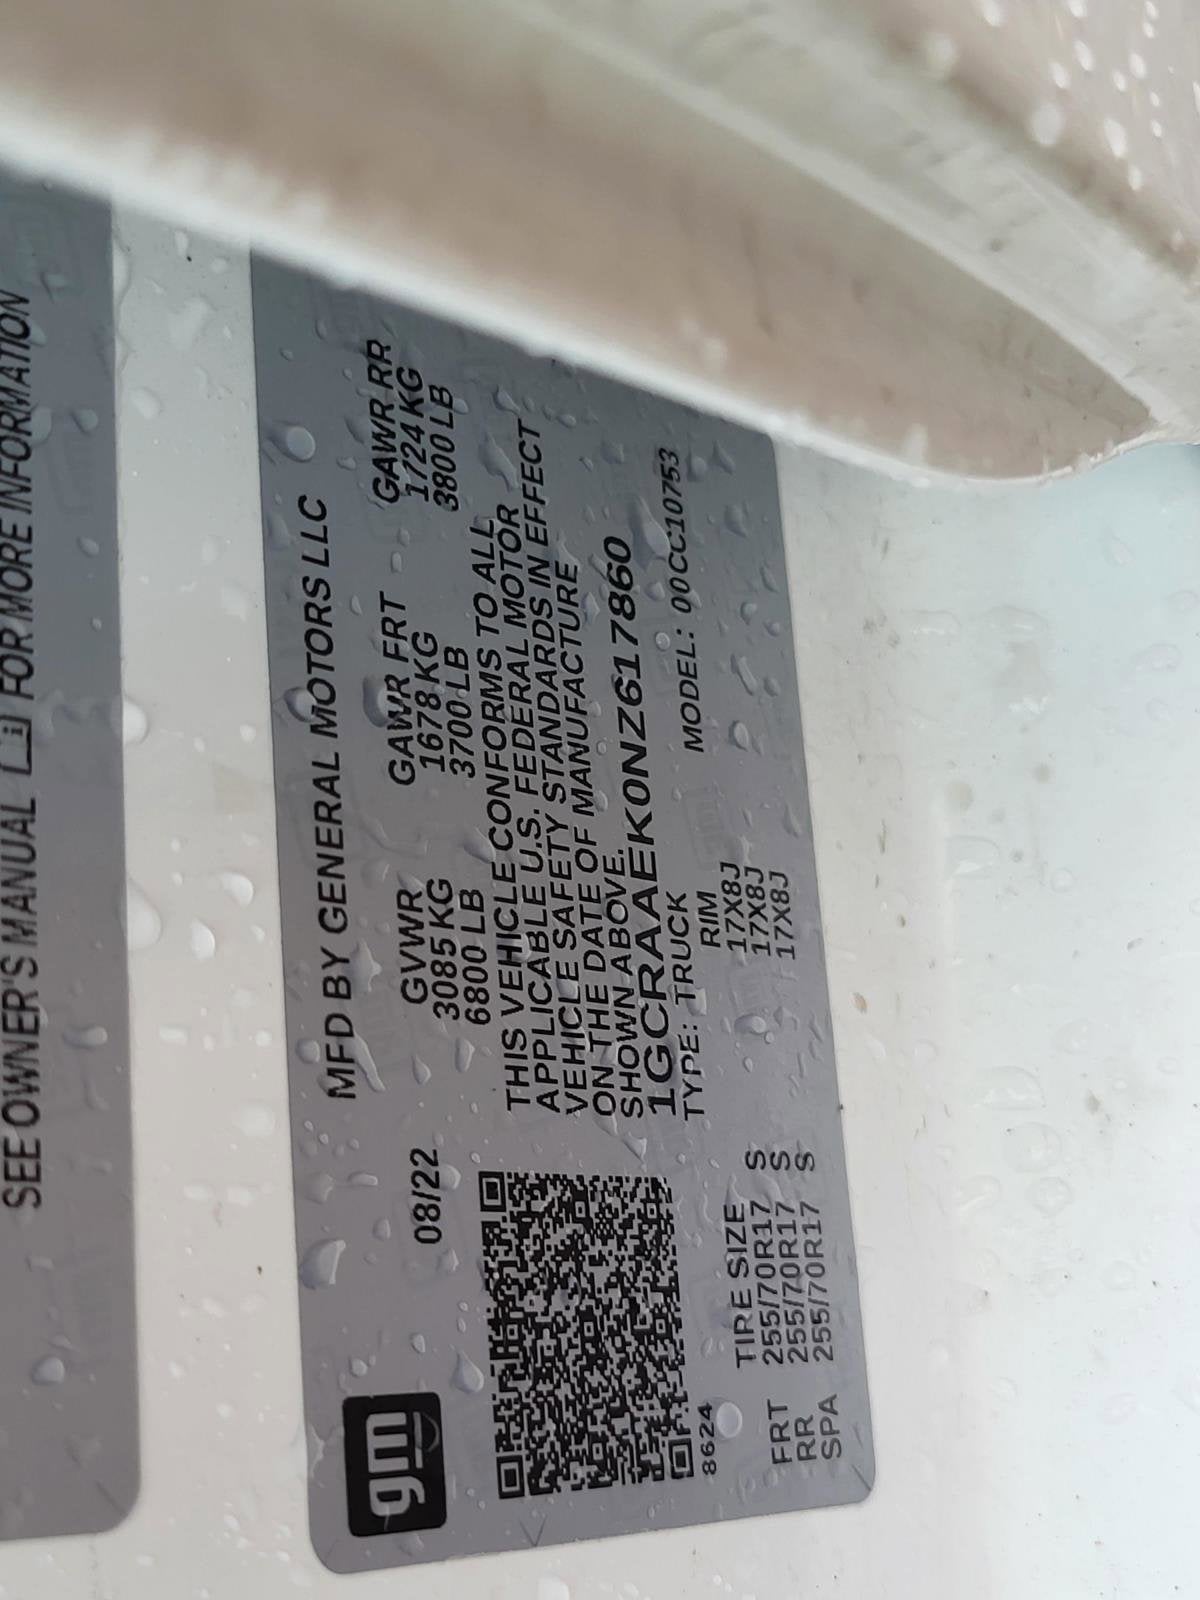 SEE OWNER'S MANUAL FOR MORE INFORMATION
MFD BY GENERAL MOTORS LLC
gm
08/22
GVWR GAWR FRT GAWR RR
3085 KG 1678 KG 1724 KG
6800 LB 3700 LB 3800 LB
THIS VEHICLE CONFORMS TO ALL
APPLICABLE U.S. FEDERAL MOTOR
VEHICLE SAFETY STANDARDS IN EFFECT
ON THE DATE OF MANUFACTURE
SHOWN ABOVE.
1GCRAAEK0NZ617860
TYPE: TRUCK MODEL: 00CC10753
8624
TIRE SIZE RIM
FRT 255/70R17 S 17X8J
RR 255/70R17 S 17X8J
SPA 255/70R17 S 17X8J